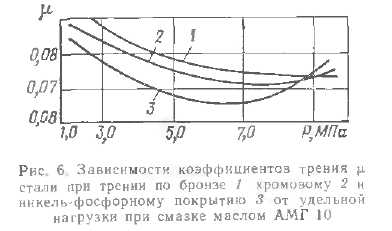 μ
0,08
0,07
0,08
1 2 3
1,0 3,0 5,0 7,0 P, МПа
Рис. 6. Зависимости коэффициентов трения μ
стали при трении по бронзе 1 хромовому 2 и
никель-фосфорному покрытию 3 от удельной
нагрузки при смазке маслом АМГ 10